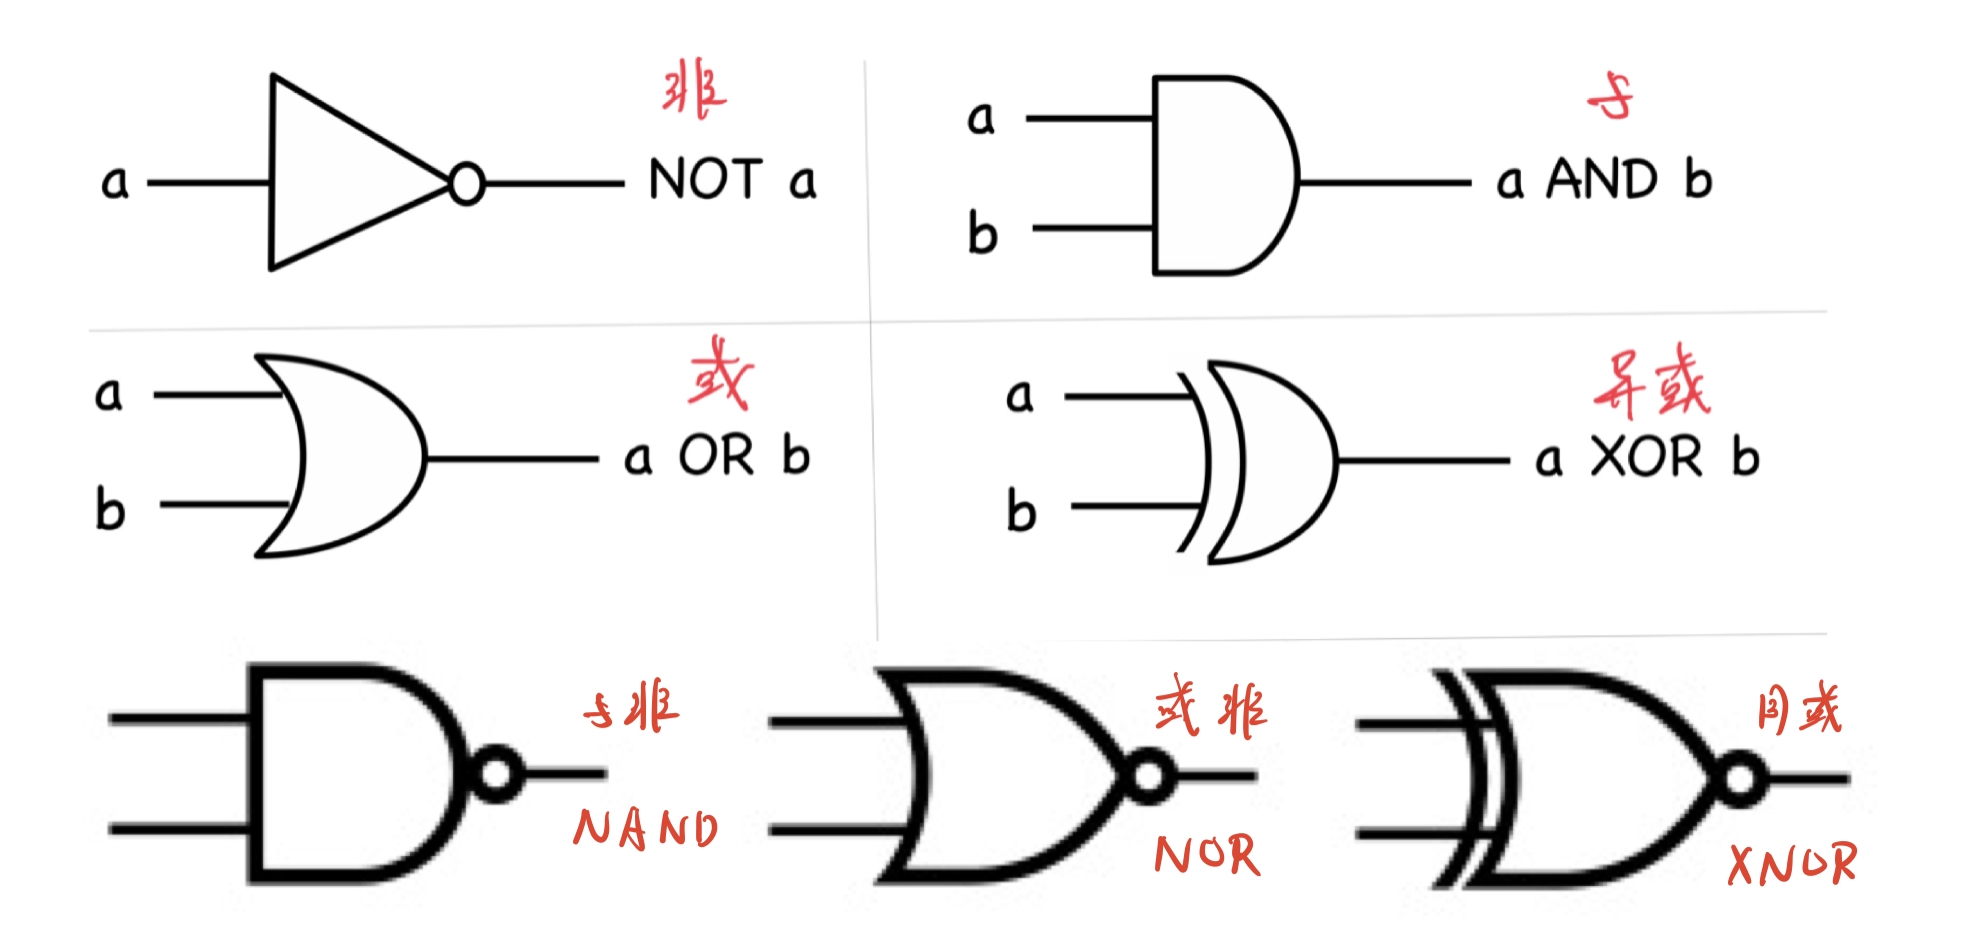 非
a NOT a
与
a
b a AND b
或
a
a OR b
b
异或
a
a XOR b
b
与非
NAND
或非
NOR
同或
XNOR